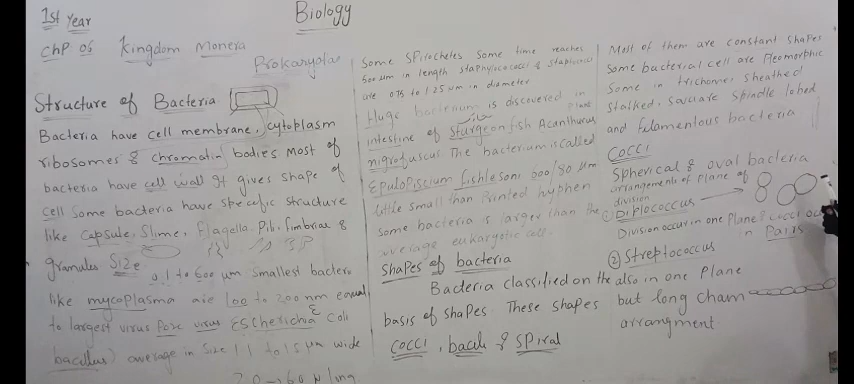 1st Year
Biology
Chp 06 Kingdom Monera
Prokaryotae
Structure of Bacteria
Bacteria have cell membrane, cytoplasm
ribosomes & chromatin bodies most of
bacteria have cell wall It gives shape of
cell Some bacteria have specific structure
like Capsule, Slime, Flagella, Pili, Fimbriae &
granules Size 0.1 to 600 μm Smallest bacteria
like mycoplasma are 100 to 200 nm equal
to largest virus Pox virus Escherichia Coli
bacillus) average in size 1.1 to 1.5 μm wide
2.0 → 6.0 μ long
Some Spirochetes Some time reaches
500 μm in length Staphylococci &
are 0.75 to 1.25 μm in diameter
Huge bacterium is discovered in
intestine of Sturgeon fish Acanthurus
nigrofuscus The bacterium is called
Epulopiscium fishlesoni 600/80 μm
little small than Printed hyphen
Some bacteria is larger than the
average eukaryotic cell.
Shapes of bacteria
Bacteria classified on the
basis of shapes These shapes
cocci, bacili & Spiral
Most of them are constant shapes
Some bacterial cell are Pleomorphic
Some in trichomes, sheathed
Stalked, Square Spindle lobed
and Filamentous bacteria
Cocci
Spherical & oval bacteria
arrangements of Plane of
division
① Diplococcus
Division occur in one Plane & cocci occ
in Pairs
② Streptococcus
also in one Plane
but long chain
arrangment